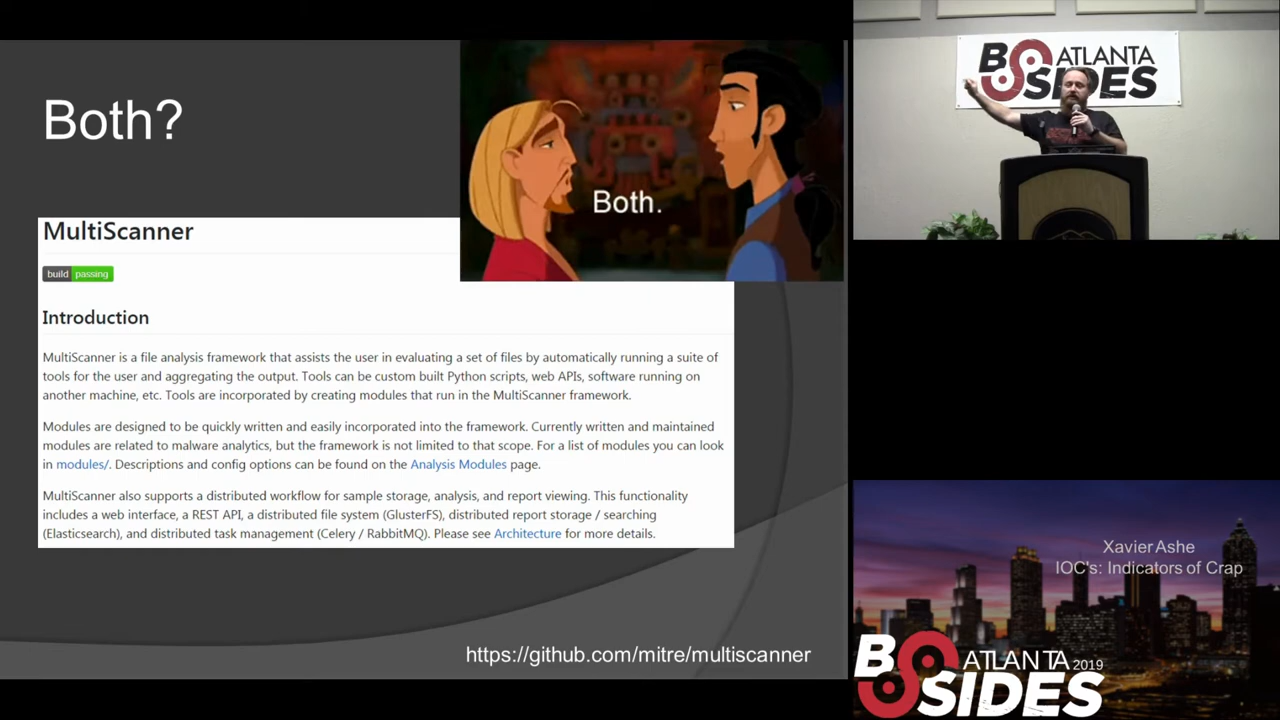 Both?
Both.
MultiScanner
build passing
Introduction
MultiScanner is a file analysis framework that assists the user in evaluating a set of files by automatically running a suite of
tools for the user and aggregating the output. Tools can be custom built Python scripts, web APIs, software running on
another machine, etc. Tools are incorporated by creating modules that run in the MultiScanner framework.
Modules are designed to be quickly written and easily incorporated into the framework. Currently written and maintained
modules are related to malware analytics, but the framework is not limited to that scope. For a list of modules you can look
in modules/. Descriptions and config options can be found on the Analysis Modules page.
MultiScanner also supports a distributed workflow for sample storage, analysis, and report viewing. This functionality
includes a web interface, a REST API, a distributed file system (GlusterFS), distributed report storage / searching
(Elasticsearch), and distributed task management (Celery / RabbitMQ). Please see Architecture for more details.
https://github.com/mitre/multiscanner
B ATLANTA
SIDES
Xavier Ashe
IOC's: Indicators of Crap
B ATLANTA 2019
SIDES